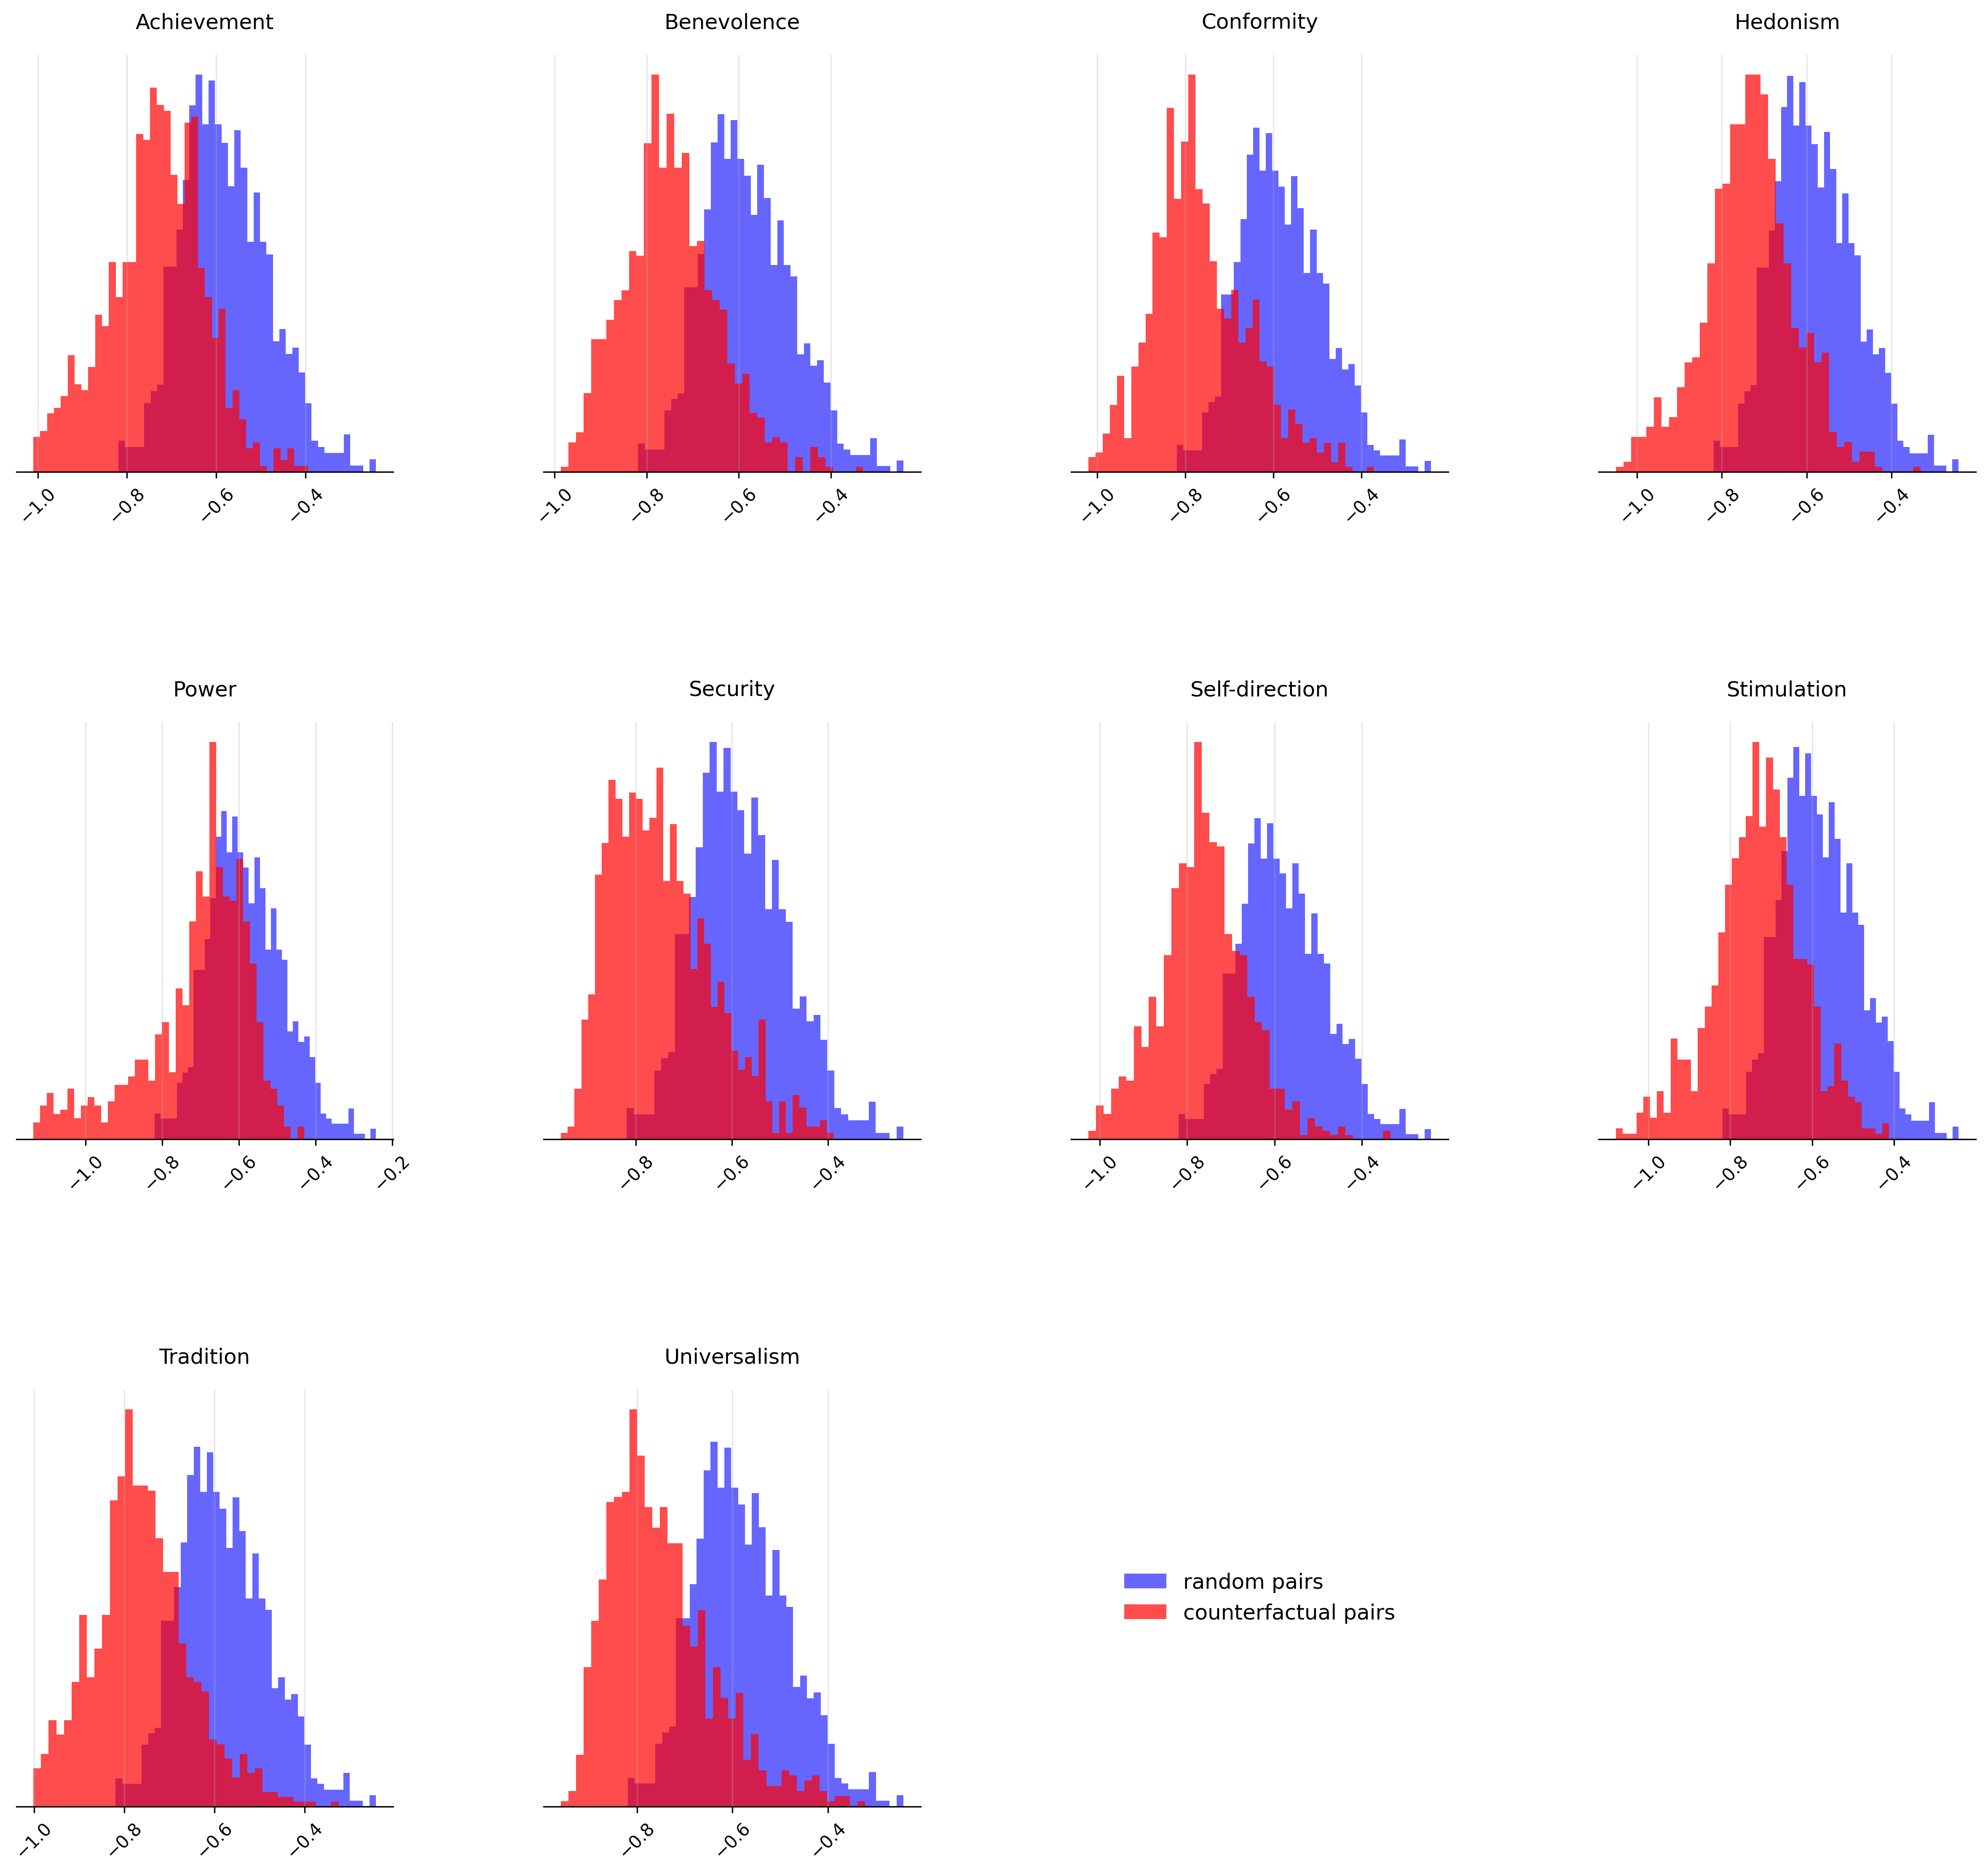 Achievement
Benevolence
Conformity
Hedonism
−1.0 −0.8 −0.6 −0.4
−1.0 −0.8 −0.6 −0.4
−1.0 −0.8 −0.6 −0.4
−1.0 −0.8 −0.6 −0.4
Power
Security
Self-direction
Stimulation
−1.0 −0.8 −0.6 −0.4 −0.2
−0.8 −0.6 −0.4
−1.0 −0.8 −0.6 −0.4
−1.0 −0.8 −0.6 −0.4
Tradition
Universalism
random pairs
counterfactual pairs
−1.0 −0.8 −0.6 −0.4
−0.8 −0.6 −0.4